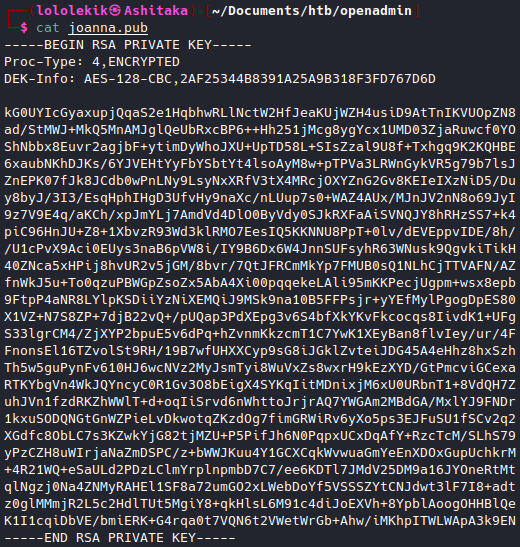 (lololekik㉿Ashitaka)-[~/Documents/htb/openadmin]
$ cat joanna.pub
-----BEGIN RSA PRIVATE KEY-----
Proc-Type: 4,ENCRYPTED
DEK-Info: AES-128-CBC,2AF25344B8391A25A9B318F3FD767D6D

kG0UYIcGyaxupjQqaS2e1HqbhwRLlNctW2HfJeaKUjWZH4usiD9AtTnIKVUOpZN8
ad/StMWJ+MkQ5MnAMJglQeUbRxcBP6++Hh251jMcg8ygYcx1UMD03ZjaRuwcf0YO
ShNbbx8Euvr2agjbF+ytimDyWhoJXU+UpTD58L+SIsZzal9U8f+Txhgq9K2KQHBE
6xaubNKhDJKs/6YJVEHtYyFbYSbtYt4lsoAyM8w+pTPVa3LRWnGykVR5g79b7lsJ
ZnEPK07fJk8JCdb0wPnLNy9LsyNxXRfV3tX4MRcjOXYZnG2Gv8KEIeIXzNiD5/Du
y8byJ/3I3/EsqHphIHgD3UfvHy9naXc/nLUup7s0+WAZ4AUx/MJnJV2nN8o69JyI
9z7V9E4q/aKCh/xpJmYLj7AmdVd4DlO0ByVdy0SJkRXFaAiSVNQJY8hRHzSS7+k4
piC96HnJU+Z8+1XbvzR93Wd3klRMO7EesIQ5KKNNU8PpT+0lv/dEVEppvIDE/8h/
/U1cPvX9Aci0EUys3naB6pVW8i/IY9B6Dx6W4JnnSUFsyhR63WNusk9QgvkiTikH
40ZNca5xHPij8hvUR2v5jGM/8bvr/7QtJFRCmMkYp7FMUB0sQ1NLhCjTTVAFN/AZ
fnWkJ5u+To0qzuPBWGpZsoZx5AbA4Xi00pqqekeLAli95mKKPecjUgpm+wsx8epb
9FtpP4aNR8LYlpKSDiiYzNiXEMQiJ9MSk9na10B5FFPsjr+yYEfMylPgogDpES80
X1VZ+N7S8ZP+7djB22vQ+/pUQap3PdXEpg3v6S4bfXkYKvFkcocqs8IivdK1+UFg
S33lgrCM4/ZjXYP2bpuE5v6dPq+hZvnmKkzcmT1C7YwK1XEyBan8flvIey/ur/4F
FnonsEl16TZvolSt9RH/19B7wfUHXXCyp9sG8iJGklZvteiJDG45A4eHhz8hxSzh
Th5w5guPynFv610HJ6wcNVz2MyJsmTyi8WuVxZs8wxrH9kEzXYD/GtPmcviGCexa
RTKYbgVn4WkJQYncyC0R1Gv3O8bEigX4SYKqIitMDnixjM6xU0URbnT1+8VdQH7Z
uhJVn1fzdRKZhWWlT+d+oqIiSrvd6nWhttoJrjrAQ7YWGAm2MBdGA/MxlYJ9FNDr
1kxuSODQNGtGnWZPieLvDkwotqZKzdOg7fimGRWiRv6yXo5ps3EJFuSU1fSCv2q2
XGdfc8ObLC7s3KZwkYjG82tjMZU+P5PifJh6N0PqpxUCxDqAfY+RzcTcM/SLhS79
yPzCZH8uWIrjaNaZmDSPC/z+bWWJKuu4Y1GCXCqkWvwuaGmYeEnXDOxGupUchkrM
+4R21WQ+eSaULd2PDzLClmYrplnpmbD7C7/ee6KDTl7JMdV25DM9a16JYOneRtMt
qlNgzj0Na4ZNMyRAHEl1SF8a72umGO2xLWebDoYf5VSSSZYtCNJdwt3lF7I8+adt
z0glMMmjR2L5c2HdlTUt5MgiY8+qkHlsL6M91c4diJoEXVh+8YpblAoogOHHBlQe
K1I1cqiDbVE/bmiERK+G4rqa0t7VQN6t2VWetWrGb+Ahw/iMKhpITWLWApA3k9EN
-----END RSA PRIVATE KEY-----